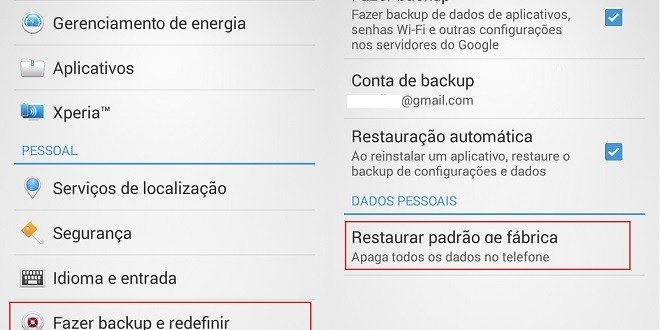 Gerenciamento de energia
Aplicativos
Xperia™
PESSOAL
Serviços de localização
Segurança
Idioma e entrada
Fazer backup e redefinir
Fazer backup
Fazer backup de dados de aplicativos,
senhas Wi-Fi e outras configurações
nos servidores do Google
Conta de backup
@gmail.com
Restauração automática
Ao reinstalar um aplicativo, restaure o
backup de configurações e dados
DADOS PESSOAIS
Restaurar padrão de fábrica
Apaga todos os dados no telefone